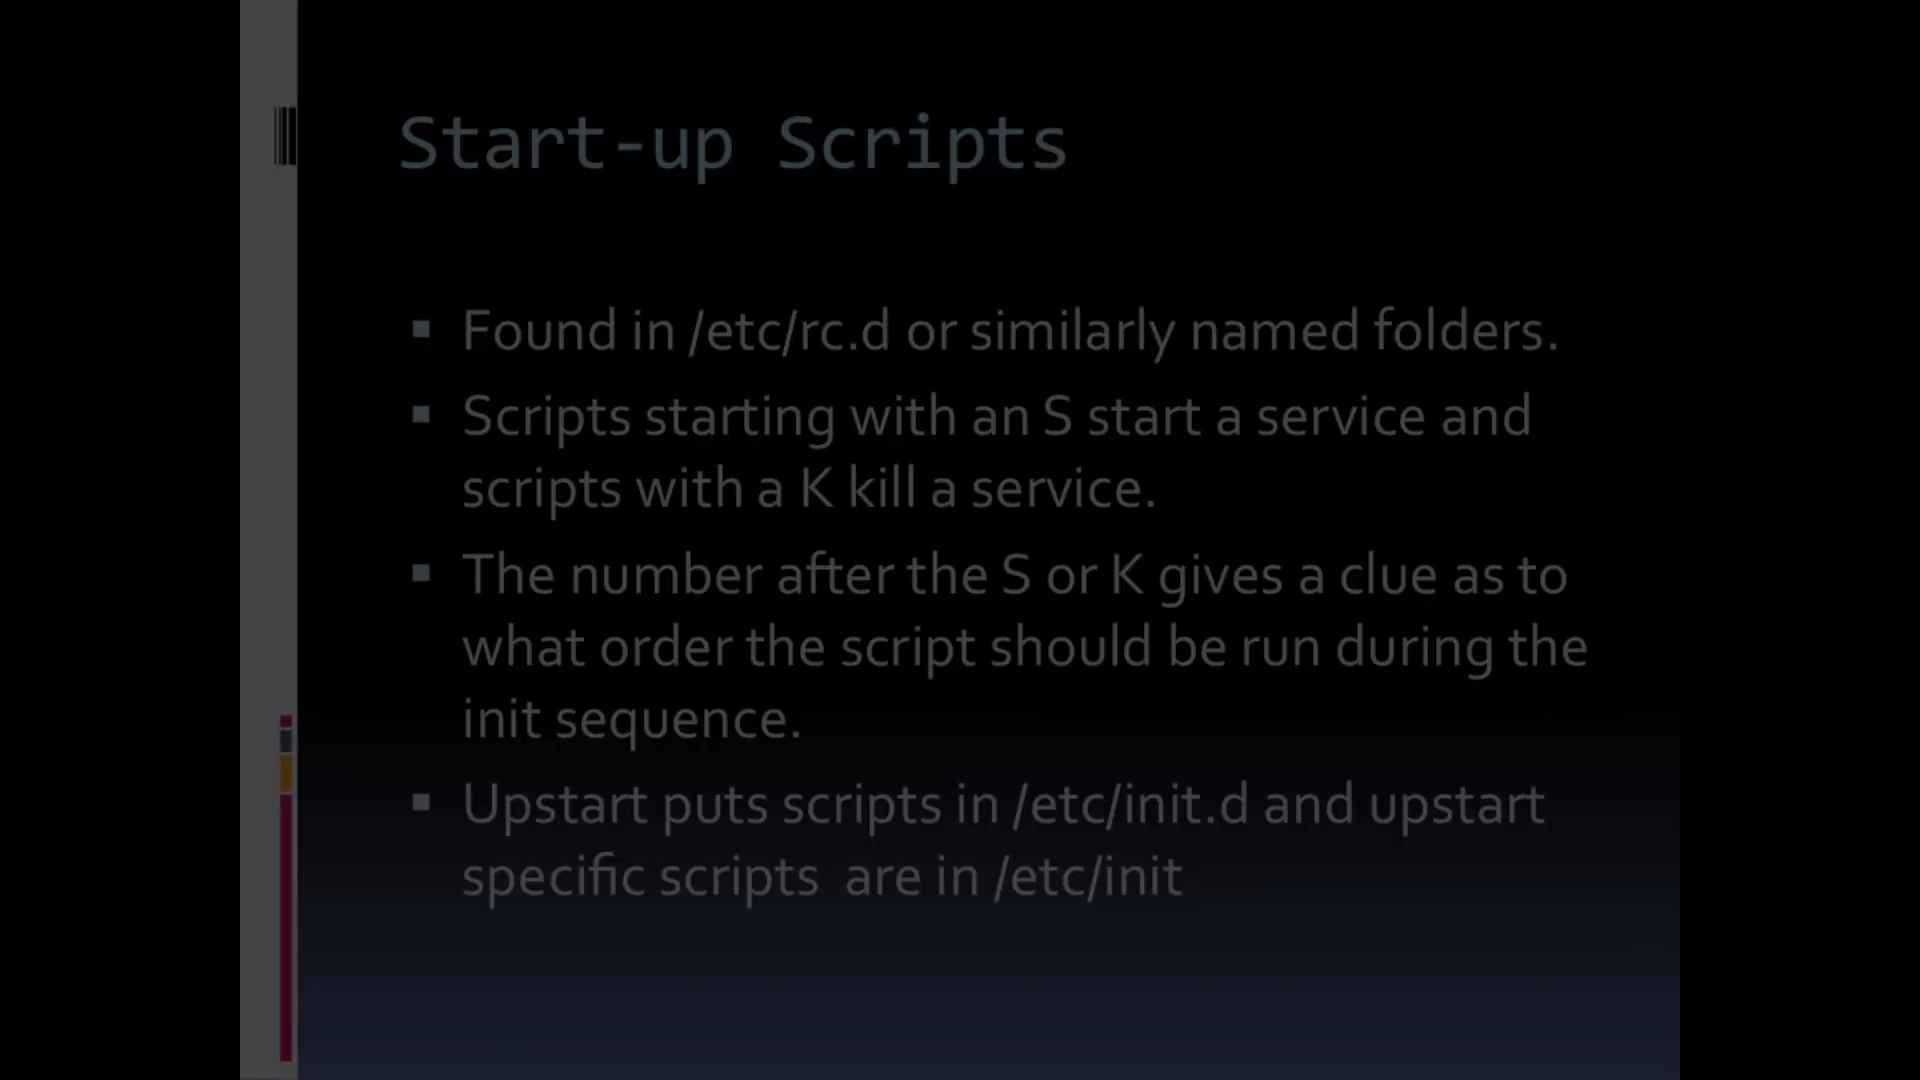 Start-up Scripts
Found in /etc/rc.d or similarly named folders.
Scripts starting with an S start a service and
scripts with a K kill a service.
The number after the S or K gives a clue as to
what order the script should be run during the
init sequence.
Upstart puts scripts in /etc/init.d and upstart
specific scripts  are in /etc/init